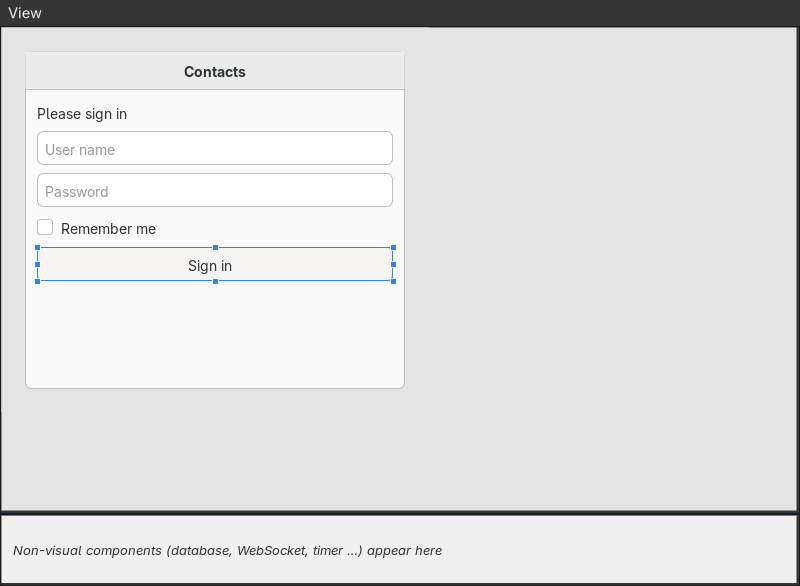 View
Contacts
Please sign in
User name
Password
Remember me
Sign in
Non-visual components (database, WebSocket, timer ...) appear here